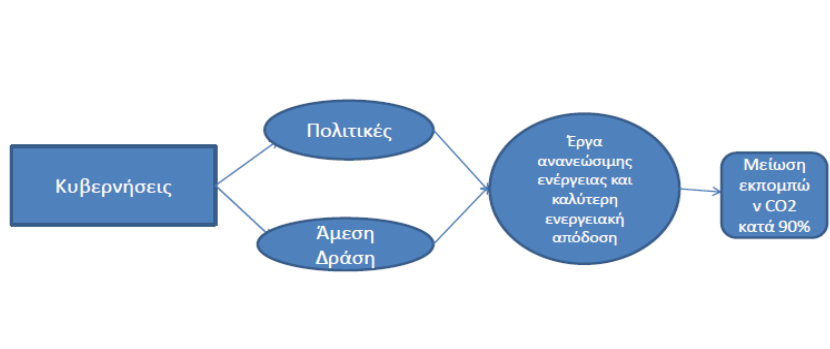 Κυβερνήσεις
Πολιτικές
Άμεση
Δράση
Έργα
ανανεώσιμης
ενέργειας και
καλύτερη
ενεργειακή
απόδοση
Μείωση
εκπομπώ
ν CO2
κατά 90%